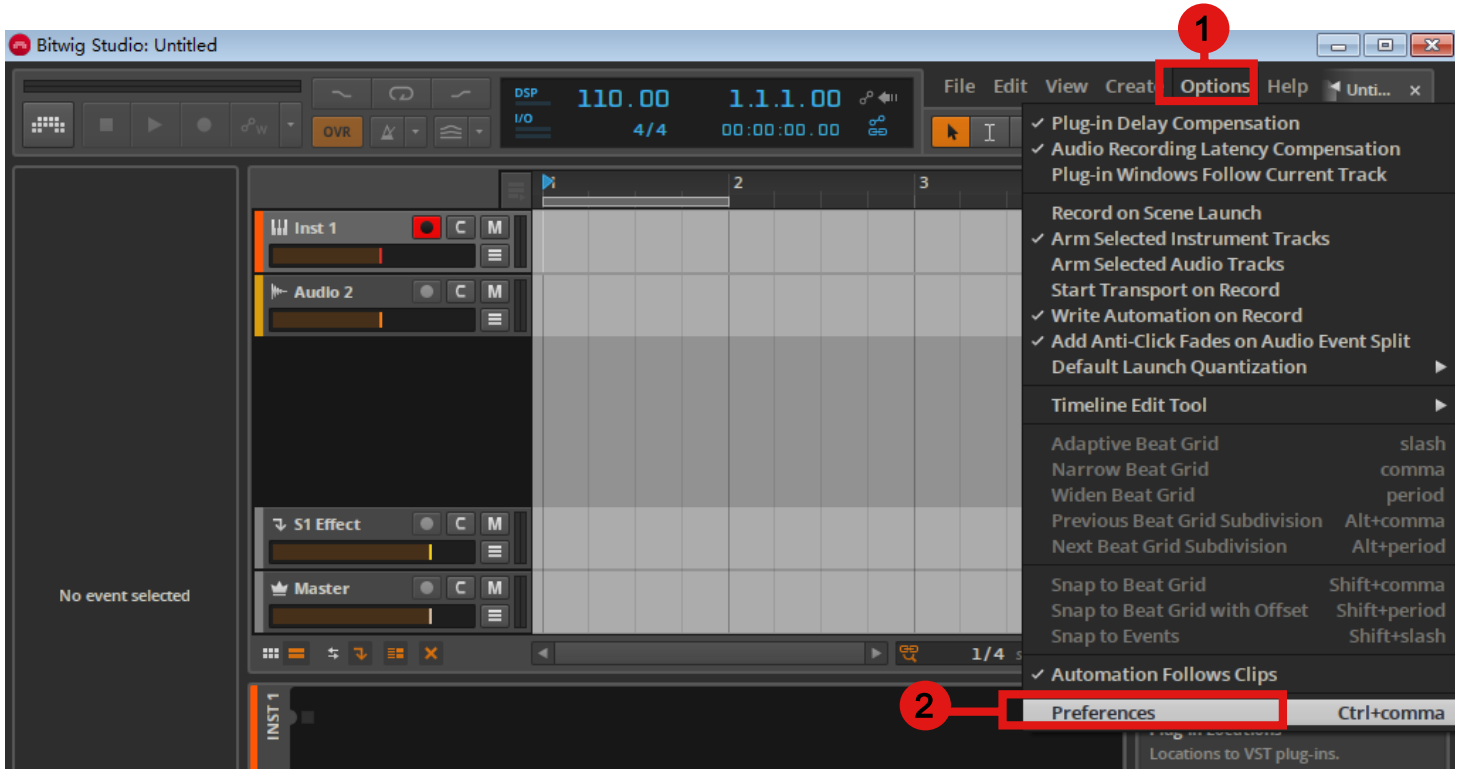 1
Bitwig Studio: Untitled
File Edit View Create Options Help Unti...
DSP 110.00 1.1.1.00
I/O 4/4 00:00:00.00
W OVR
Plug-in Delay Compensation
Audio Recording Latency Compensation
Plug-in Windows Follow Current Track
Record on Scene Launch
Arm Selected Instrument Tracks
Arm Selected Audio Tracks
Start Transport on Record
Write Automation on Record
Add Anti-Click Fades on Audio Event Split
Default Launch Quantization
Timeline Edit Tool
Adaptive Beat Grid slash
Narrow Beat Grid comma
Widen Beat Grid period
Previous Beat Grid Subdivision Alt+comma
Next Beat Grid Subdivision Alt+period
Snap to Beat Grid Shift+comma
Snap to Beat Grid with Offset Shift+period
Snap to Events Shift+slash
Automation Follows Clips
2
Preferences Ctrl+comma
Plug-in Locations
Locations to VST plug-ins.
2 3
Inst 1 C M
Audio 2 C M
S1 Effect C M
Master C M
No event selected
1/4
INST 1